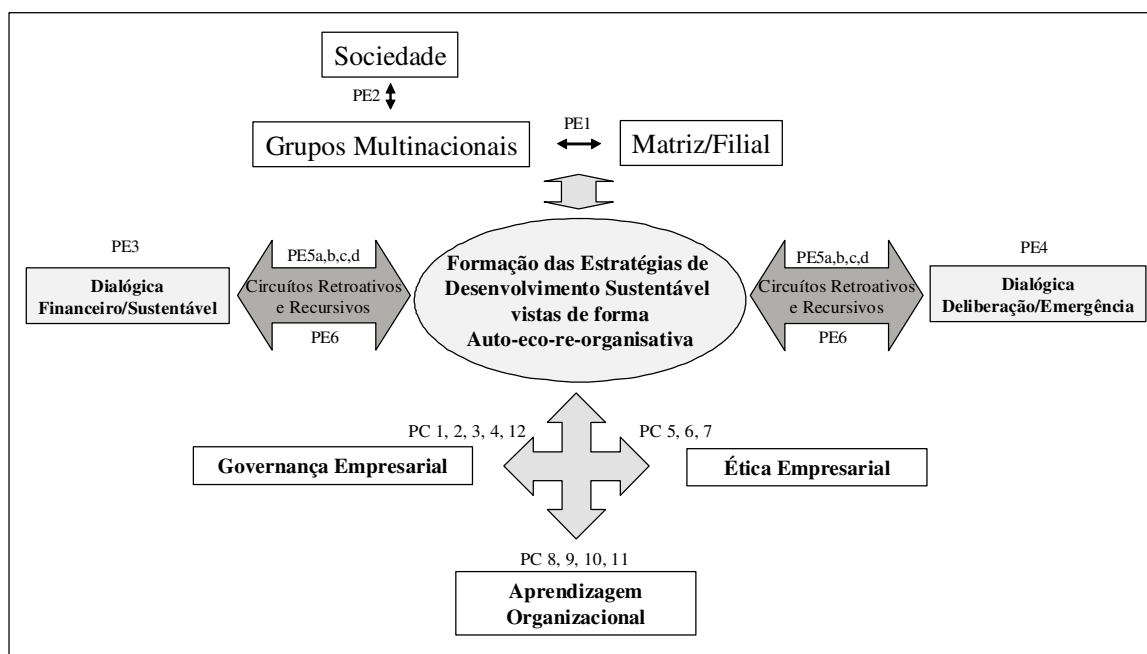 Sociedade
PE2
PE1
Grupos Multinacionais
Matriz/Filial
PE3
PE5a,b,c,d
Dialógica
Financeiro/Sustentável
Circuítos Retroativos
e Recursivos
PE6
Formação das Estratégias de
Desenvolvimento Sustentável
vistas de forma
Auto-eco-re-organisativa
PE5a,b,c,d
Circuítos Retroativos
e Recursivos
PE6
PE4
Dialógica
Deliberação/Emergência
PC 1, 2, 3, 4, 12
Governança Empresarial
PC 5, 6, 7
Ética Empresarial
PC 8, 9, 10, 11
Aprendizagem
Organizacional